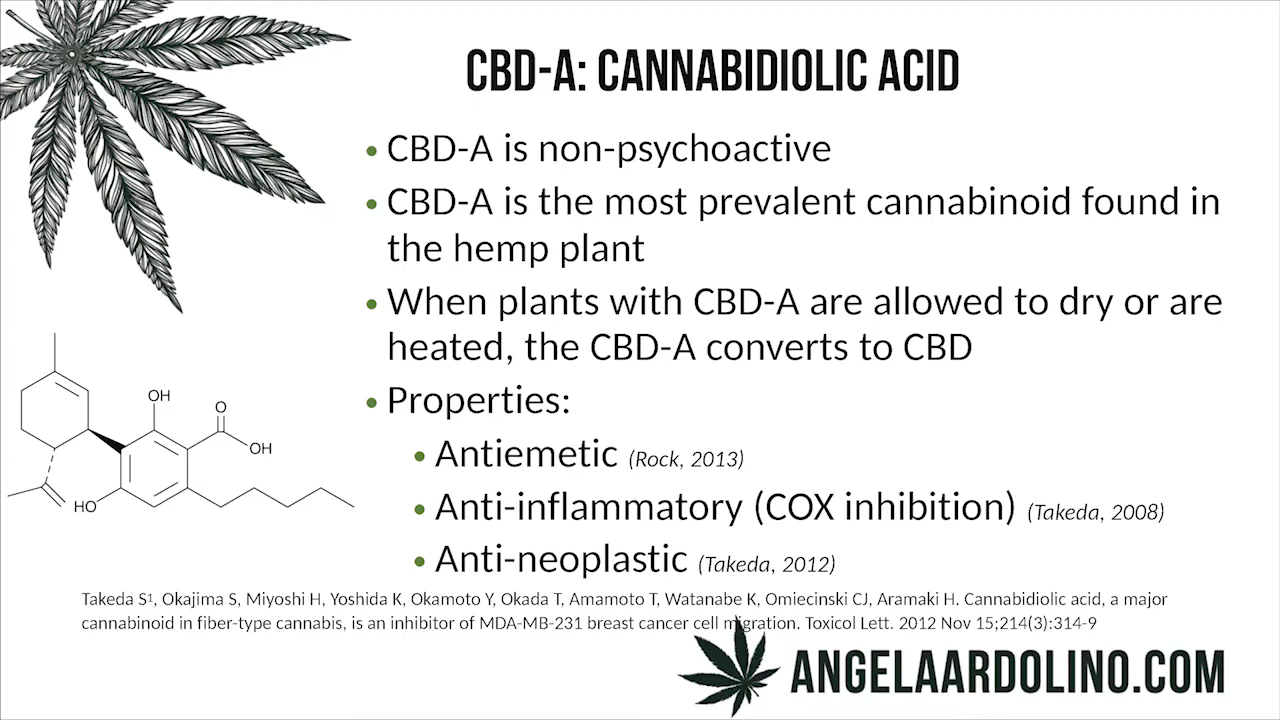 CBD-A: CANNABIDIOLIC ACID
• CBD-A is non-psychoactive
• CBD-A is the most prevalent cannabinoid found in
the hemp plant
• When plants with CBD-A are allowed to dry or are
heated, the CBD-A converts to CBD
• Properties:
• Antiemetic (Rock, 2013)
• Anti-inflammatory (COX inhibition) (Takeda, 2008)
• Anti-neoplastic (Takeda, 2012)
OH
O
OH
HO
Takeda S¹, Okajima S, Miyoshi H, Yoshida K, Okamoto Y, Okada T, Amamoto T, Watanabe K, Omiecinski CJ, Aramaki H. Cannabidiolic acid, a major
cannabinoid in fiber-type cannabis, is an inhibitor of MDA-MB-231 breast cancer cell migration. Toxicol Lett. 2012 Nov 15;214(3):314-9
ANGELAARDOLINO.COM